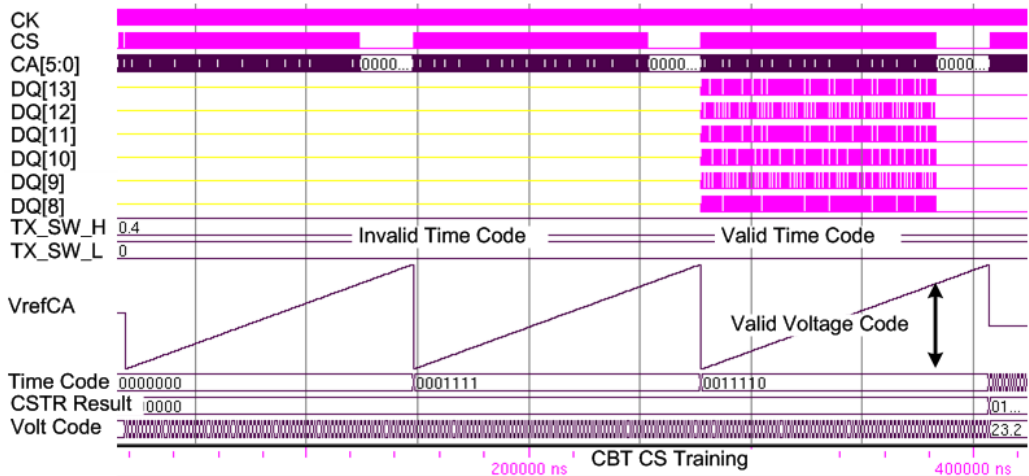 CK
CS
CA[5:0] 0000... 0000... 0000...
DQ[13]
DQ[12]
DQ[11]
DQ[10]
DQ[9]
DQ[8]
TX_SW_H 0.4
Invalid Time Code Valid Time Code
TX_SW_L 0
VrefCA
Valid Voltage Code
Time Code 0000000 0001111 0011110
CSTR Result 0000 01...
Volt Code 23.2
CBT CS Training
200000 ns 400000 ns